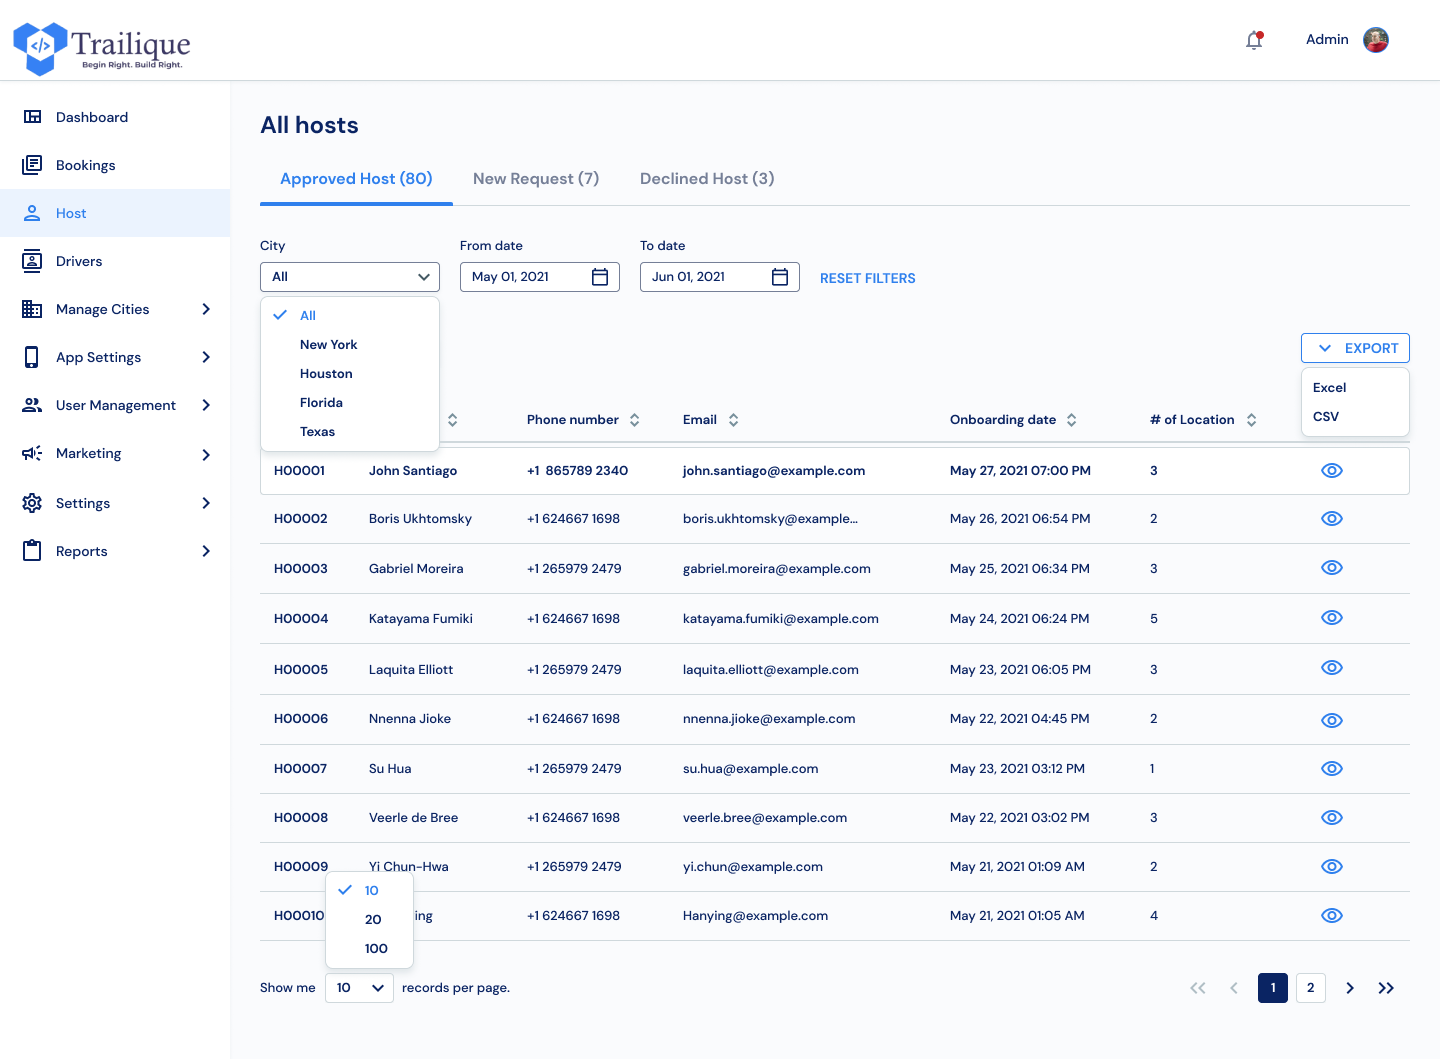 Trailique
Begin Right. Build Right.
Admin
Dashboard
Bookings
Host
Drivers
Manage Cities
App Settings
User Management
Marketing
Settings
Reports
All hosts
Approved Host (80) New Request (7) Declined Host (3)
City From date To date
All May 01, 2021 Jun 01, 2021 RESET FILTERS
All
New York
Houston
Florida
Texas
EXPORT
Excel
CSV
Phone number Email Onboarding date # of Location
H00001 John Santiago +1 865789 2340 john.santiago@example.com May 27, 2021 07:00 PM 3
H00002 Boris Ukhtomsky +1 624667 1698 boris.ukhtomsky@example... May 26, 2021 06:54 PM 2
H00003 Gabriel Moreira +1 265979 2479 gabriel.moreira@example.com May 25, 2021 06:34 PM 3
H00004 Katayama Fumiki +1 624667 1698 katayama.fumiki@example.com May 24, 2021 06:24 PM 5
H00005 Laquita Elliott +1 265979 2479 laquita.elliott@example.com May 23, 2021 06:05 PM 3
H00006 Nnenna Jioke +1 624667 1698 nnenna.jioke@example.com May 22, 2021 04:45 PM 2
H00007 Su Hua +1 265979 2479 su.hua@example.com May 23, 2021 03:12 PM 1
H00008 Veerle de Bree +1 624667 1698 veerle.bree@example.com May 22, 2021 03:02 PM 3
H00009 Yi Chun-Hwa +1 265979 2479 yi.chun@example.com May 21, 2021 01:09 AM 2
H00010 ing +1 624667 1698 Hanying@example.com May 21, 2021 01:05 AM 4
10
20
100
Show me 10 records per page.
1 2